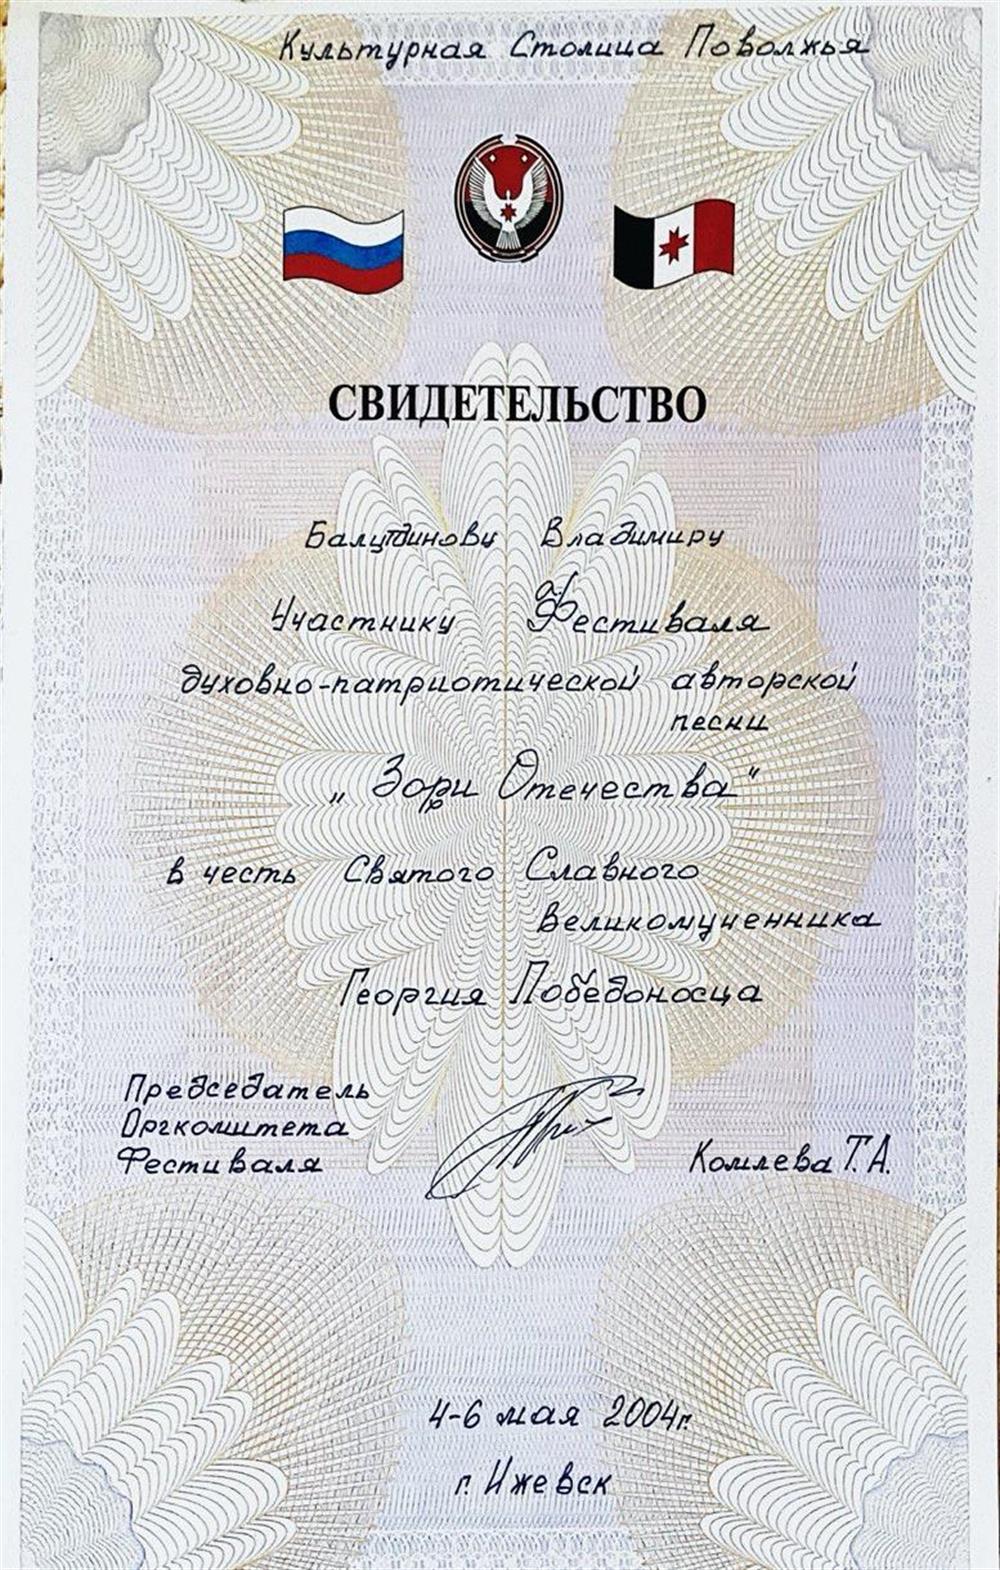 Культурная Столица Поволжья
СВИДЕТЕЛЬСТВО
Балутдинову Владимиру
Участнику Фестиваля
духовно-патриотической авторской
песни
„Зори Отечества"
в честь Святого Славного
Великомученника
Георгия Победоносца
Председатель
Оргкомитета
Фестиваля
Комлева Т.А.
4-6 мая 2004г.
г. Ижевск